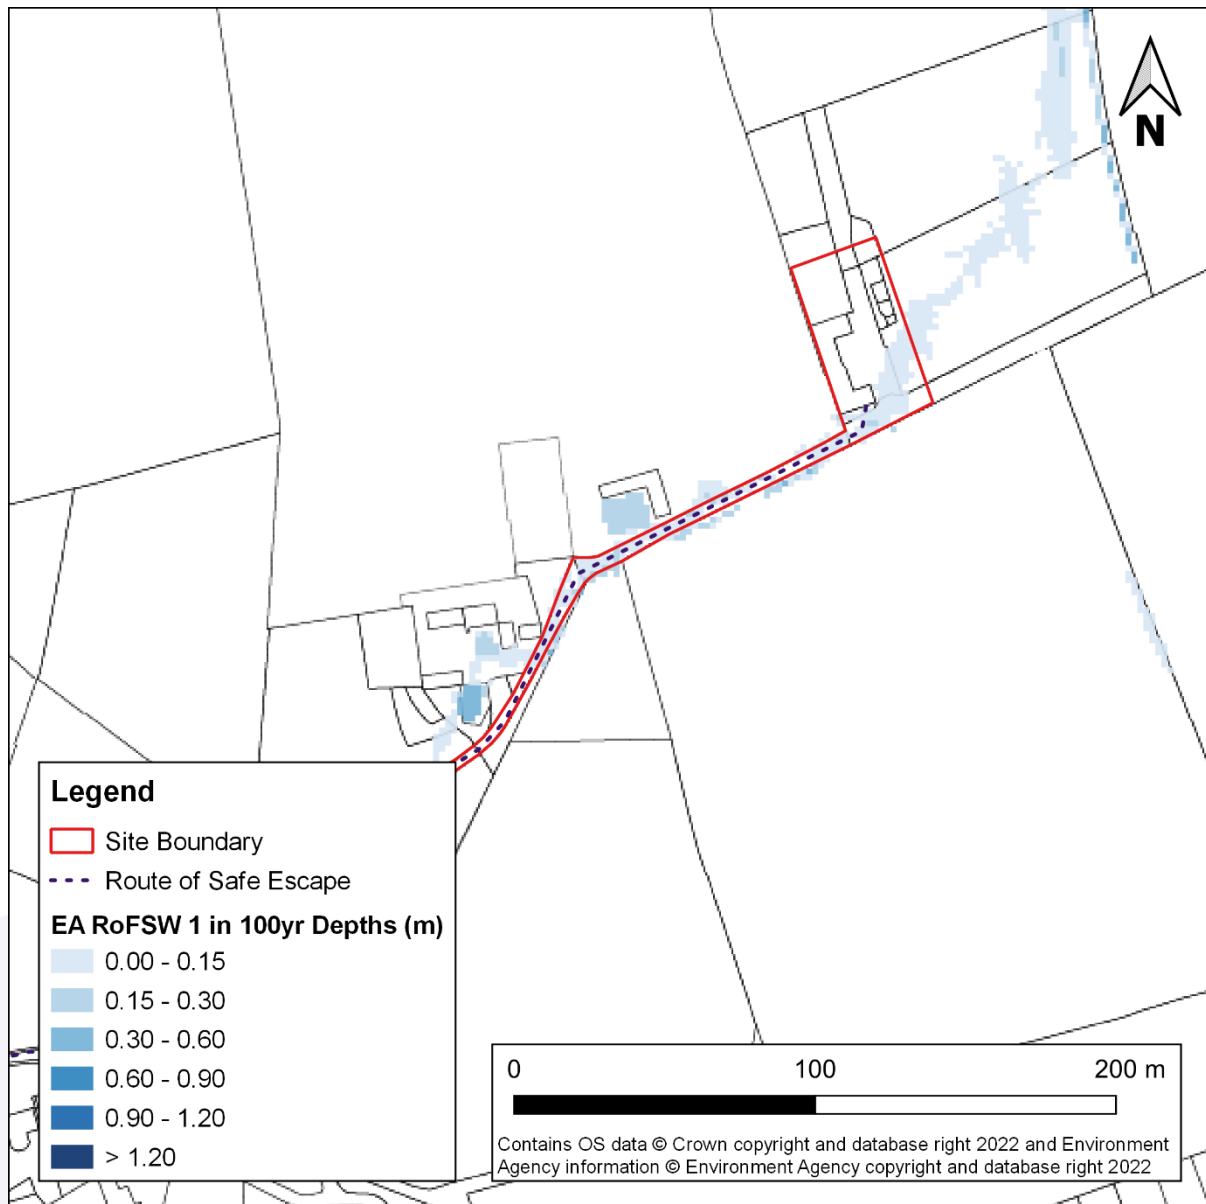 N
Legend
Site Boundary
Route of Safe Escape
EA RoFSW 1 in 100yr Depths (m)
0.00 - 0.15
0.15 - 0.30
0.30 - 0.60
0.60 - 0.90
0.90 - 1.20
> 1.20
0 100 200 m
Contains OS data © Crown copyright and database right 2022 and Environment
Agency information © Environment Agency copyright and database right 2022